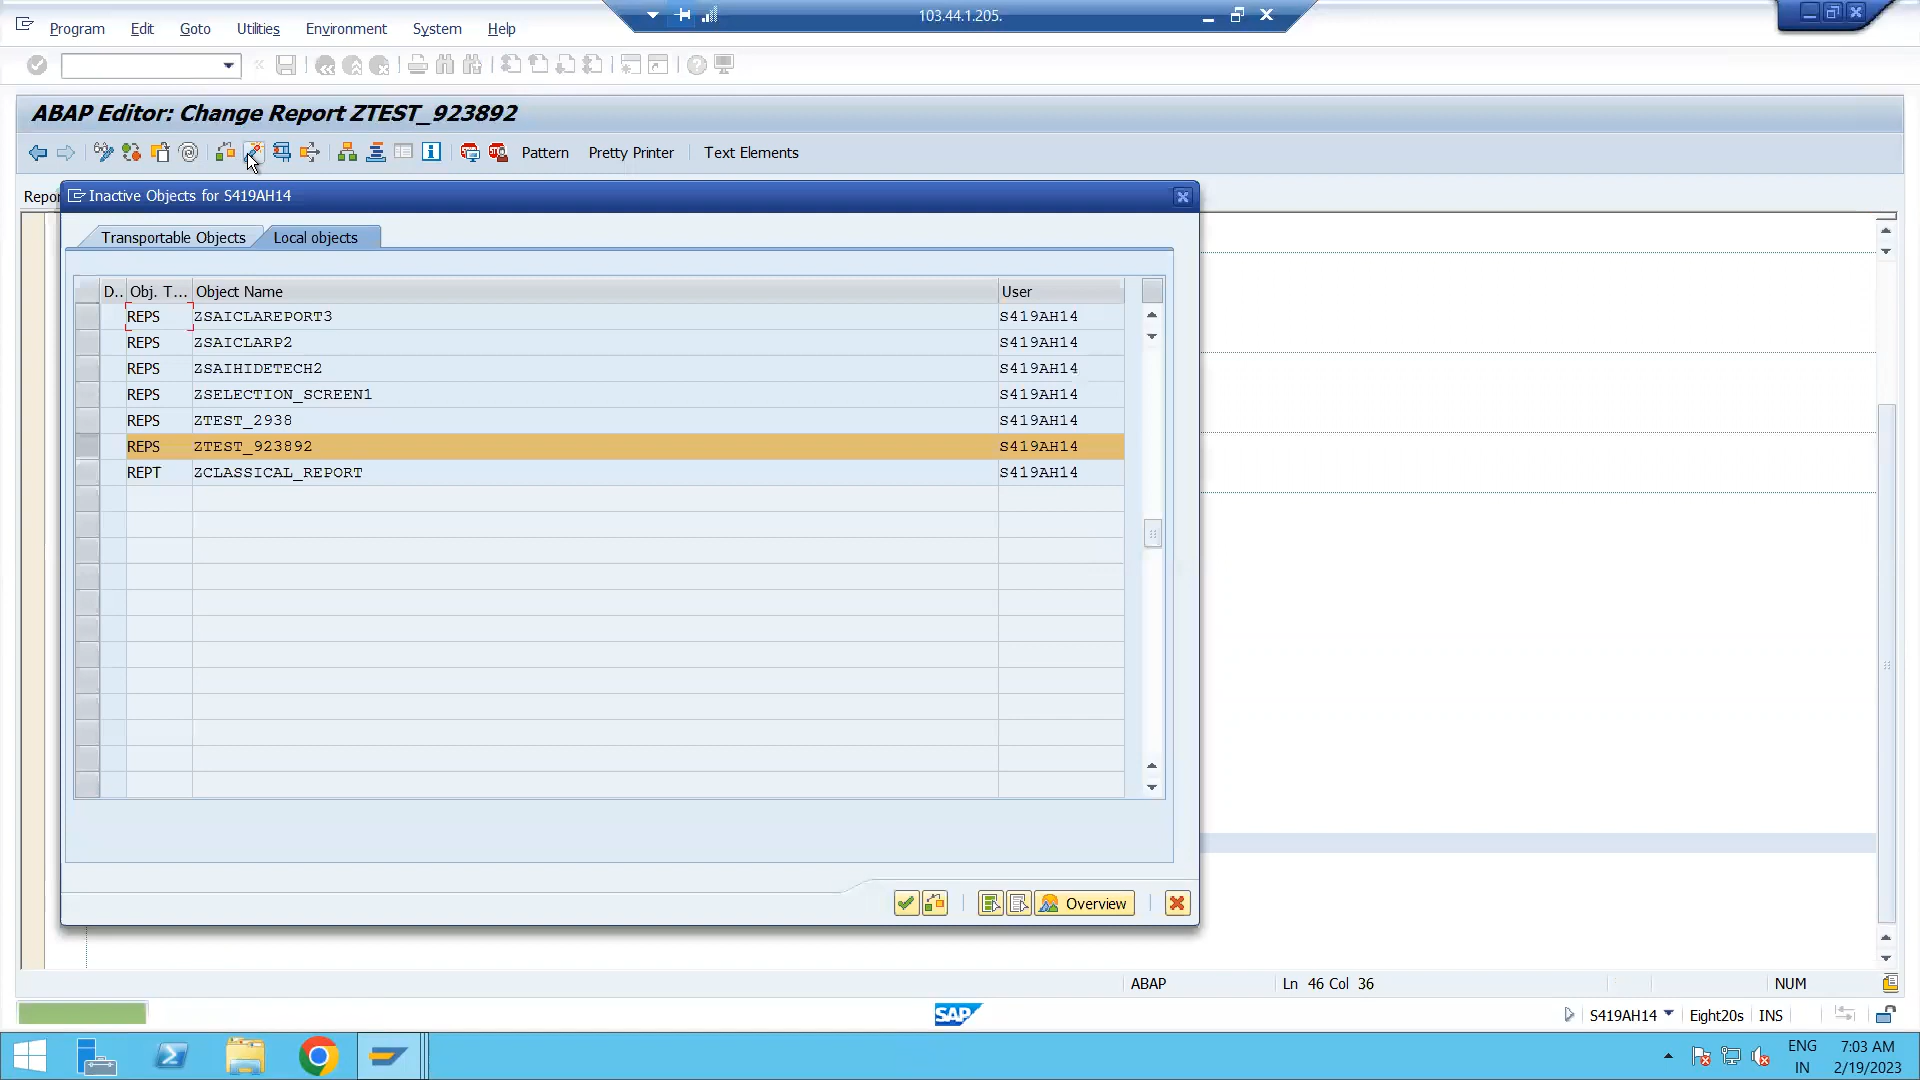 103.44.1.205.
Program Edit Goto Utilities Environment System Help
ABAP Editor: Change Report ZTEST_923892
Pattern Pretty Printer Text Elements
Repor
Inactive Objects for S419AH14
Transportable Objects Local objects
D.. Obj. T... Object Name User
REPS ZSAICLAREPORT3 S419AH14
REPS ZSAICLARP2 S419AH14
REPS ZSAIHIDETECH2 S419AH14
REPS ZSELECTION_SCREEN1 S419AH14
REPS ZTEST_2938 S419AH14
REPS ZTEST_923892 S419AH14
REPT ZCLASSICAL_REPORT S419AH14
Overview
ABAP Ln 46 Col 36 NUM
SAP S419AH14 Eight20s INS
ENG 7:03 AM
IN 2/19/2023